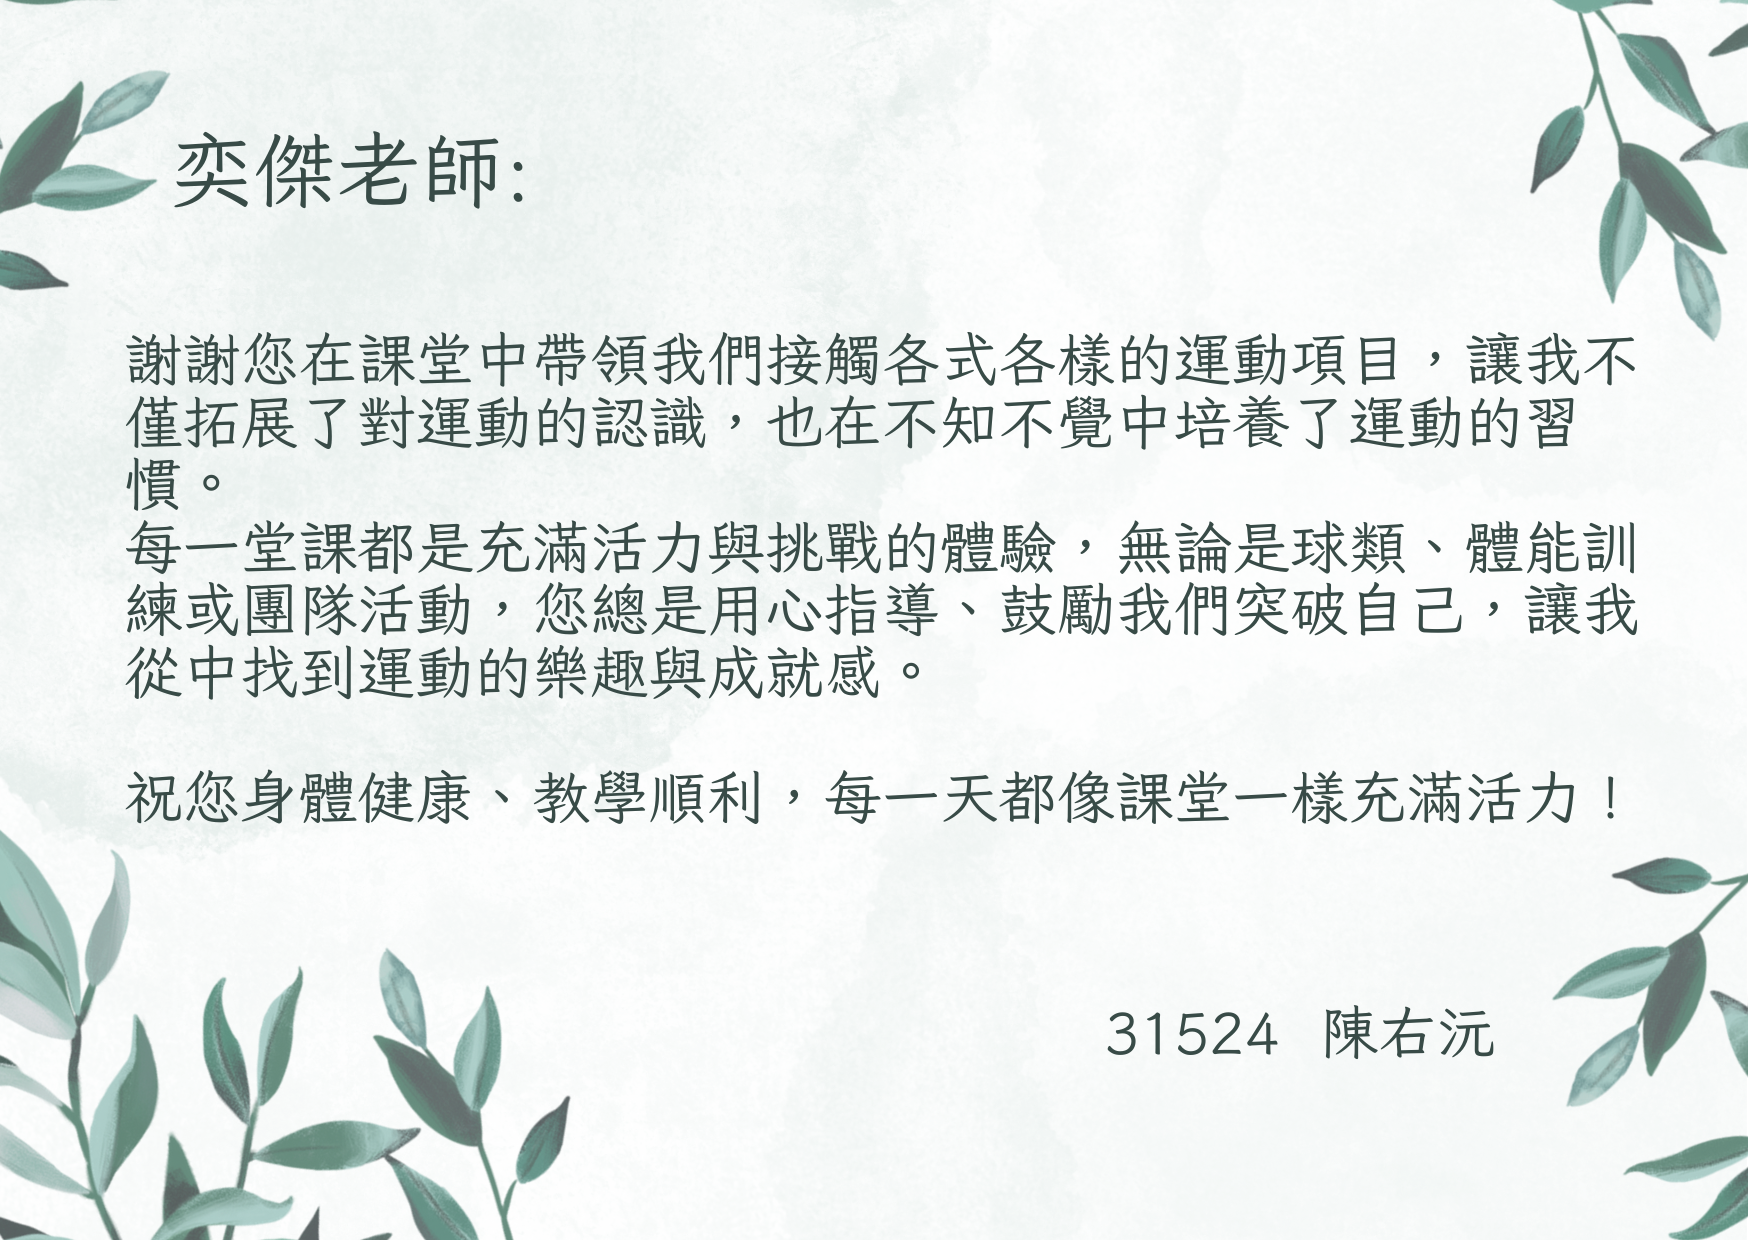 奕傑老師:
謝謝您在課堂中帶領我們接觸各式各樣的運動項目，讓我不
僅拓展了對運動的認識，也在不知不覺中培養了運動的習
慣。
每一堂課都是充滿活力與挑戰的體驗，無論是球類、體能訓
練或團隊活動，您總是用心指導、鼓勵我們突破自己，讓我
從中找到運動的樂趣與成就感。
祝您身體健康、教學順利，每一天都像課堂一樣充滿活力！
31524 陳右沅